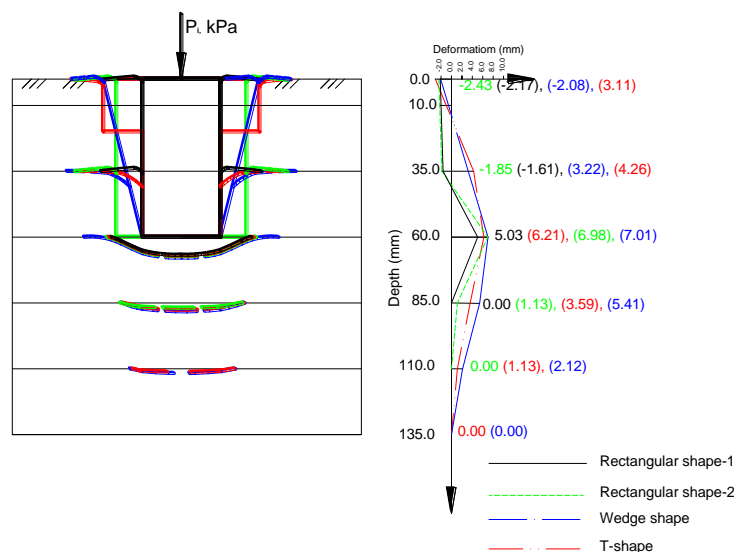 P i, kPa
Deformatiom (mm)
-2.0 0.0 2.0 4.0 6.0 8.0 10.0
0.0
-2.43 (-2.17), (-2.08), (3.11)
10.0
35.0
-1.85 (-1.61), (3.22), (4.26)
60.0
5.03 (6.21), (6.98), (7.01)
Depth (mm)
85.0
0.00 (1.13), (3.59), (5.41)
110.0
0.00 (1.13), (2.12)
135.0
0.00 (0.00)
Rectangular shape-1
Rectangular shape-2
Wedge shape
T-shape